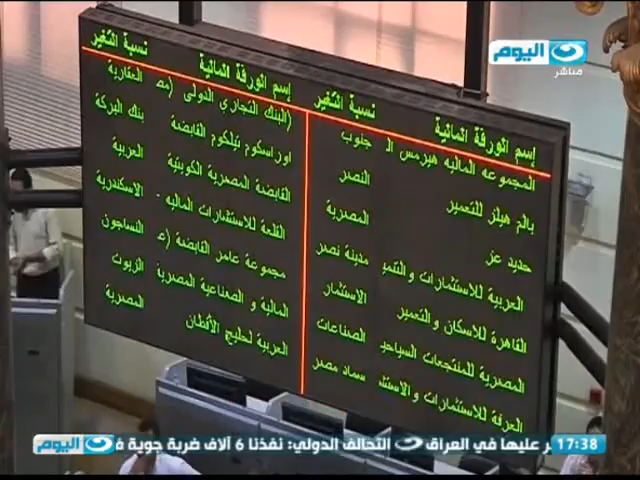 اليوم
مباشر
إسم الورقة المالية نسبة التغير
المجموعه الماليه هيرمس ال جنوب
بالم هيلز للتعمير النصر
حديد عز المصرية
العربية للاستثمارات والتنمي مدينة نصر
القاهرة للاسكان والتعمير الاستثمار
المصرية للمنتجعات السياحي الصناعات
العرفة للاستثمارات والاستش سماد مصر
إسم الورقة المالية نسبة التغير
(البنك التجاري الدولى (مص العقارية
اوراسكوم تيلكوم القابضة بنك البركة
القابضة المصرية الكويتية العربية
القلعة للاستشارات الماليه - الاسكندرية
مجموعة عامر القابضة (ع النساجون
المالية و الصناعية المصرية الزيوت
العربية لحليج الأقطان المصرية
17:38 ر عليها في العراق التحالف الدولي: نفذنا 6 آلاف ضربة جوية اليوم